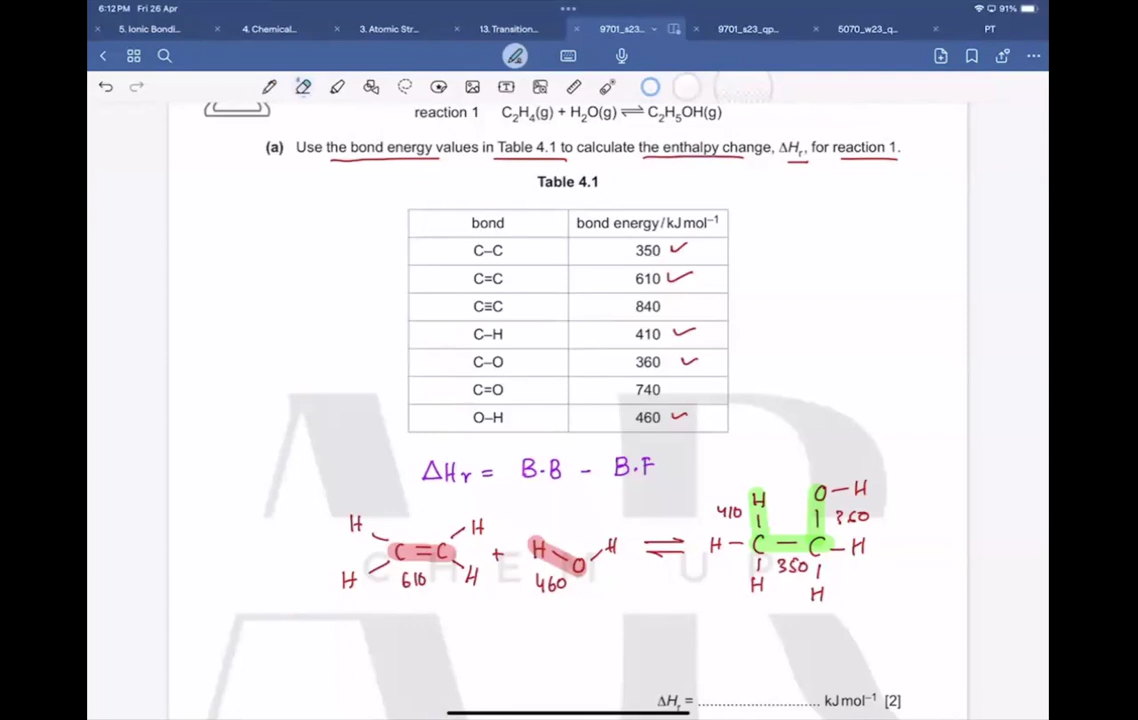 6:12 PM Fri 26 Apr
91%
5. Ionic Bondi...
4. Chemical...
3. Atomic Str...
13. Transition...
9701_s23...
9701_s23_qp...
5070_w23_q...
PT
reaction 1 C₂H₄(g) + H₂O(g) ⇌ C₂H₅OH(g)
(a) Use the bond energy values in Table 4.1 to calculate the enthalpy change, ΔHᵣ, for reaction 1.
Table 4.1
bond bond energy/kJ mol⁻¹
C–C 350 ✓
C=C 610 ✓
C≡C 840
C–H 410 ✓
C–O 360 ✓
C=O 740
O–H 460 ✓
ΔHr = B.B - B.F
H H H O – H
410 360
C = C + H O H ⇌ H – C – C – H
H H 350
610 460 H H
CHEM UP
ΔHᵣ = .............................. kJ mol⁻¹ [2]